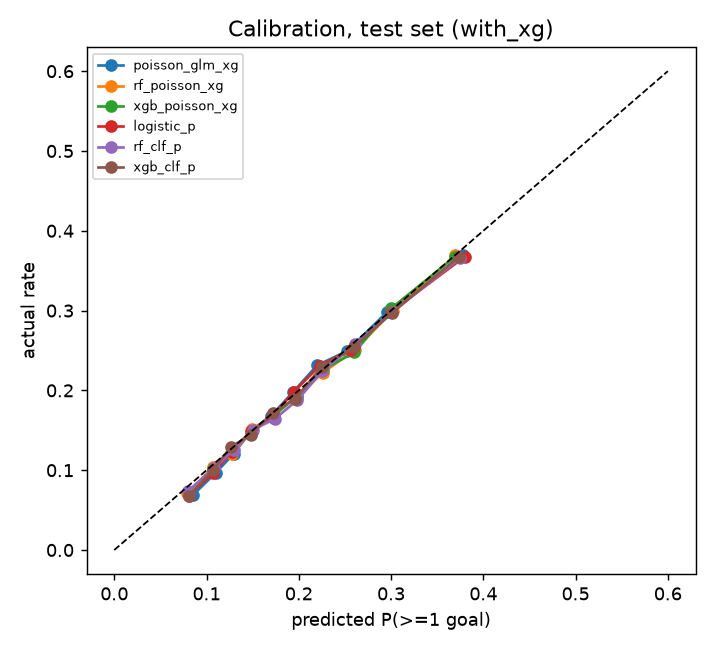 Calibration, test set (with_xg)
poisson_glm_xg
rf_poisson_xg
xgb_poisson_xg
logistic_p
rf_clf_p
xgb_clf_p
actual rate
0.6
0.5
0.4
0.3
0.2
0.1
0.0
0.0 0.1 0.2 0.3 0.4 0.5 0.6
predicted P(>=1 goal)